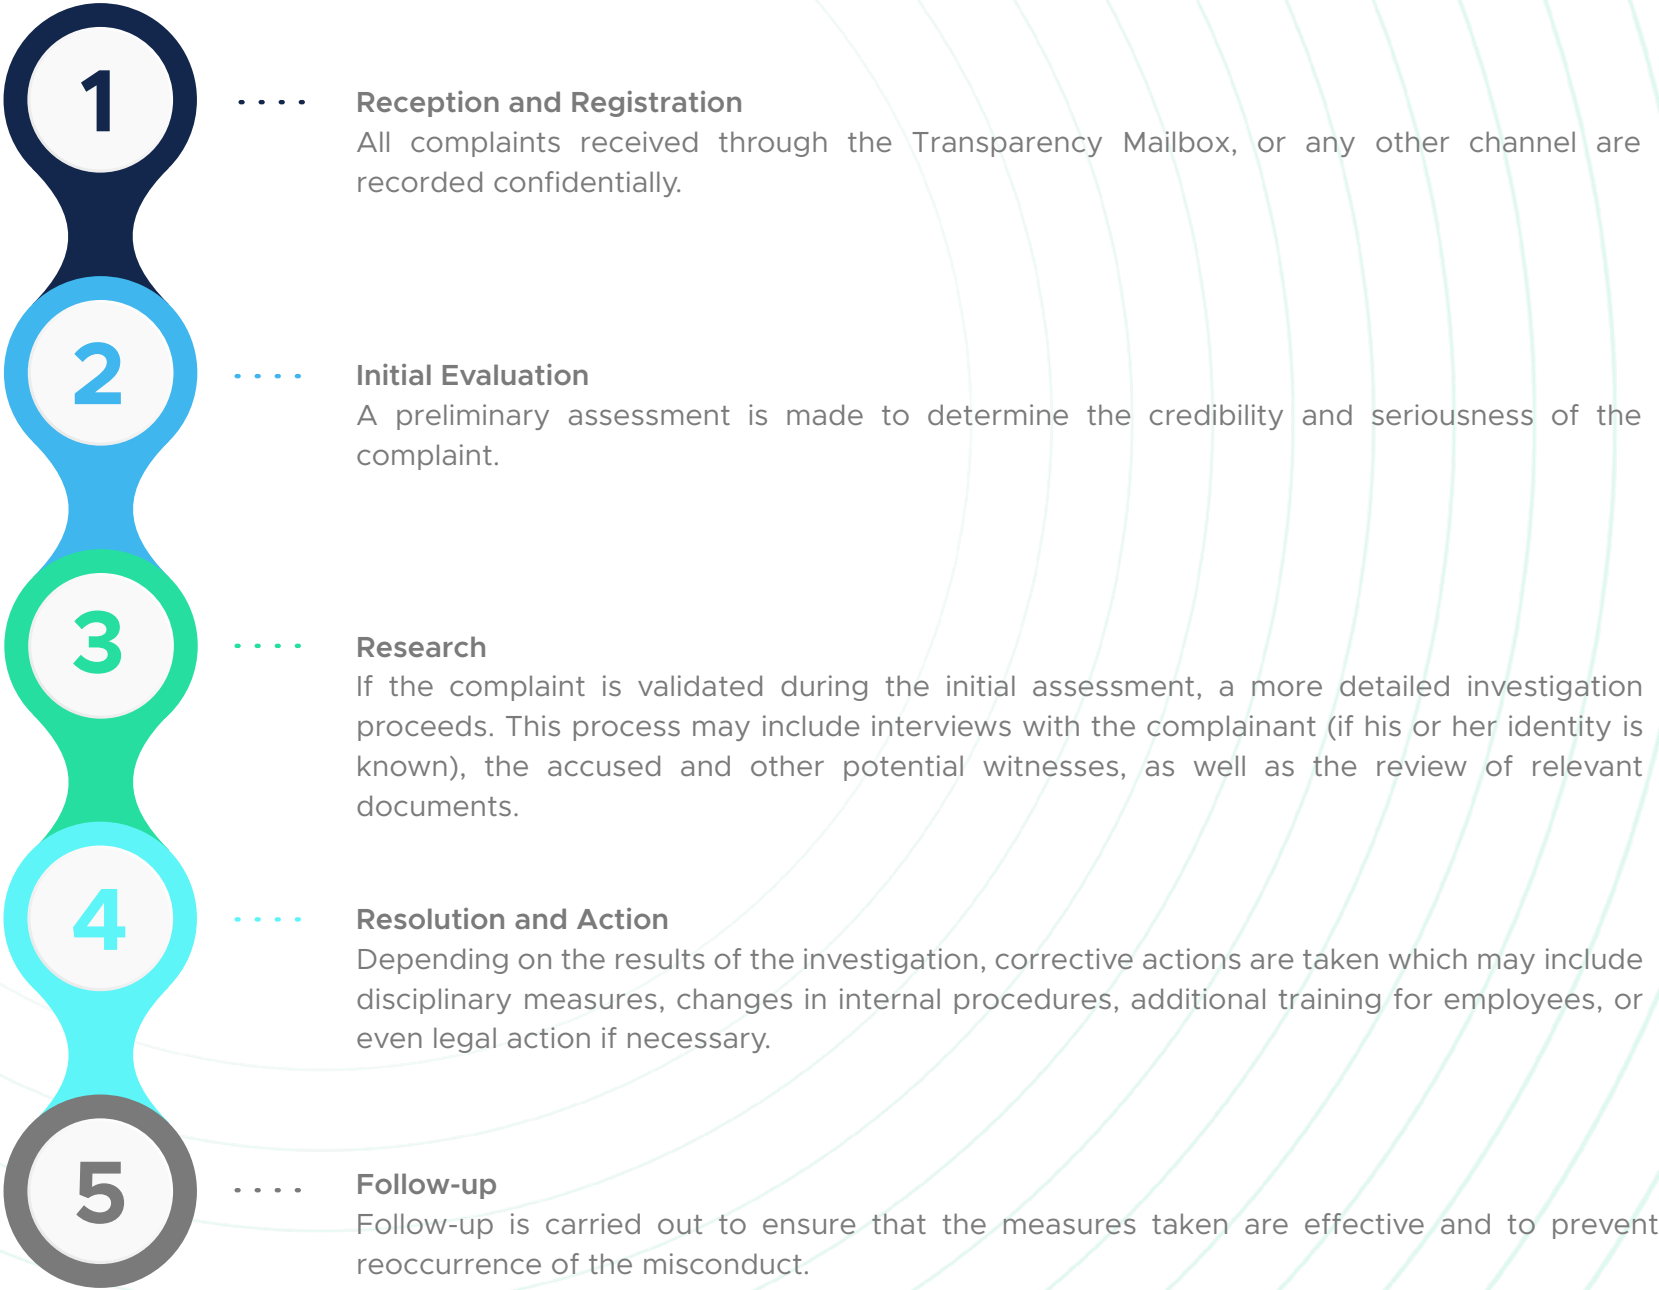 1
Reception and Registration
All complaints received through the Transparency Mailbox, or any other channel are
recorded confidentially.
2
Initial Evaluation
A preliminary assessment is made to determine the credibility and seriousness of the
complaint.
3
Research
If the complaint is validated during the initial assessment, a more detailed investigation
proceeds. This process may include interviews with the complainant (if his or her identity is
known), the accused and other potential witnesses, as well as the review of relevant
documents.
4
Resolution and Action
Depending on the results of the investigation, corrective actions are taken which may include
disciplinary measures, changes in internal procedures, additional training for employees, or
even legal action if necessary.
5
Follow-up
Follow-up is carried out to ensure that the measures taken are effective and to prevent
reoccurrence of the misconduct.